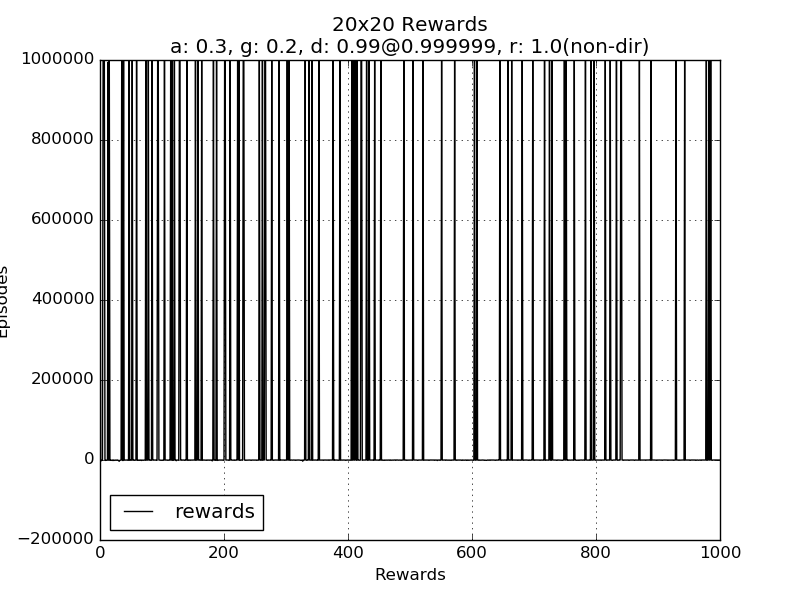 20x20 Rewards
a: 0.3, g: 0.2, d: 0.99@0.999999, r: 1.0(non-dir)
1000000
800000
600000
400000
200000
0
−200000
Episodes
rewards
0 200 400 600 800 1000
Rewards